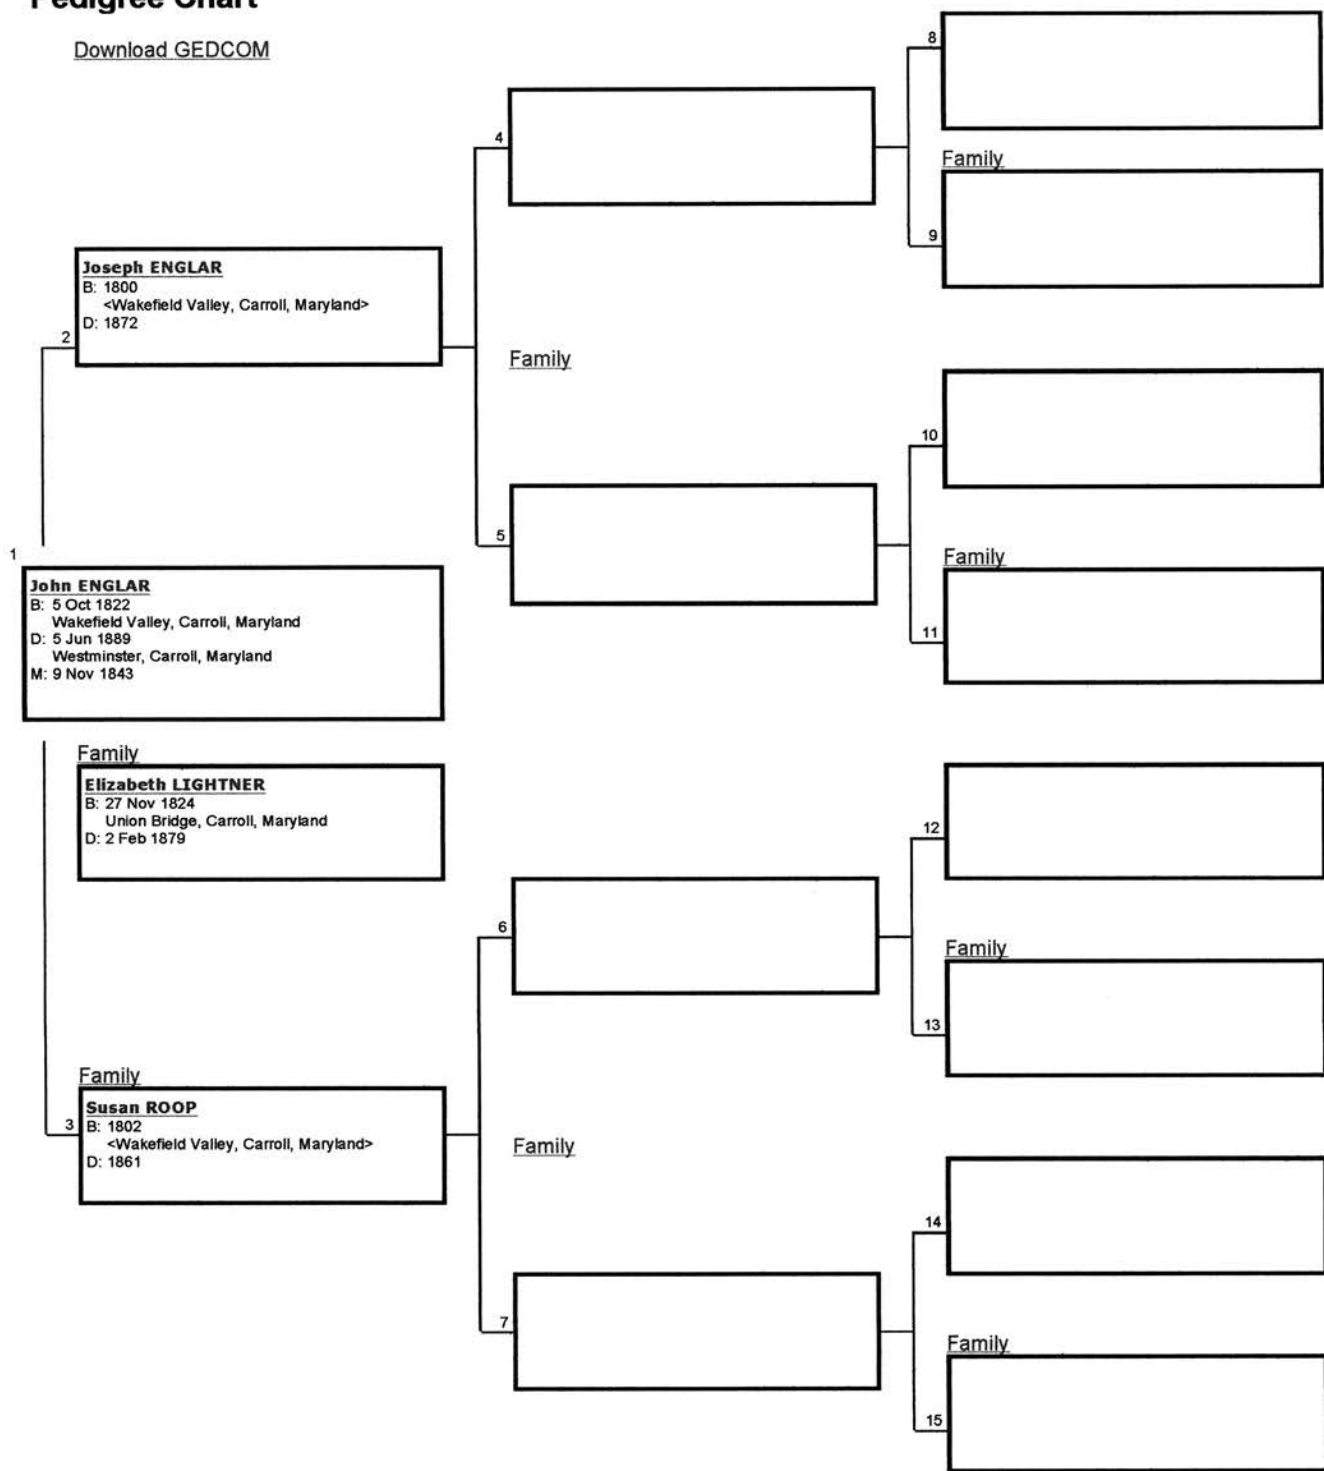 Pedigree Chart
Download GEDCOM
8
4
Family
9
Joseph ENGLAR
B: 1800
<Wakefield Valley, Carroll, Maryland>
D: 1872
2
Family
10
5
Family
1
John ENGLAR
B: 5 Oct 1822
Wakefield Valley, Carroll, Maryland
D: 5 Jun 1889
Westminster, Carroll, Maryland
M: 9 Nov 1843
11
Family
Elizabeth LIGHTNER
B: 27 Nov 1824
Union Bridge, Carroll, Maryland
D: 2 Feb 1879
12
6
Family
13
Family
3
Susan ROOP
B: 1802
<Wakefield Valley, Carroll, Maryland>
D: 1861
Family
14
7
Family
15